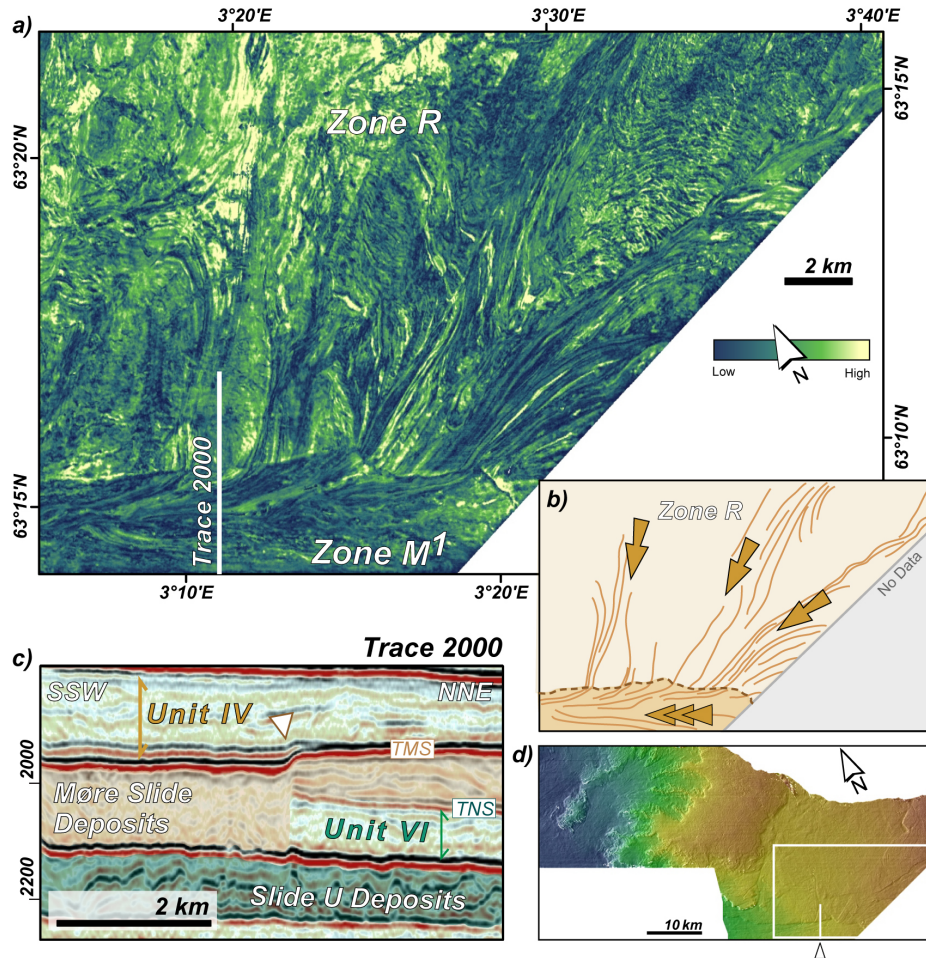 a)
3°20'E
3°30'E
3°40'E
Zone R
63°15'N
63°20'N
2 km
N
Low
High
63°10'N
63°15'N
Trace 2000
Zone M1
3°10'E
3°20'E
b)
Zone R
No Data
c)
Trace 2000
SSW
NNE
Unit IV
TMS
2000
Møre Slide
Deposits
TNS
Unit VI
2200
Slide U Deposits
2 km
d)
N
10 km